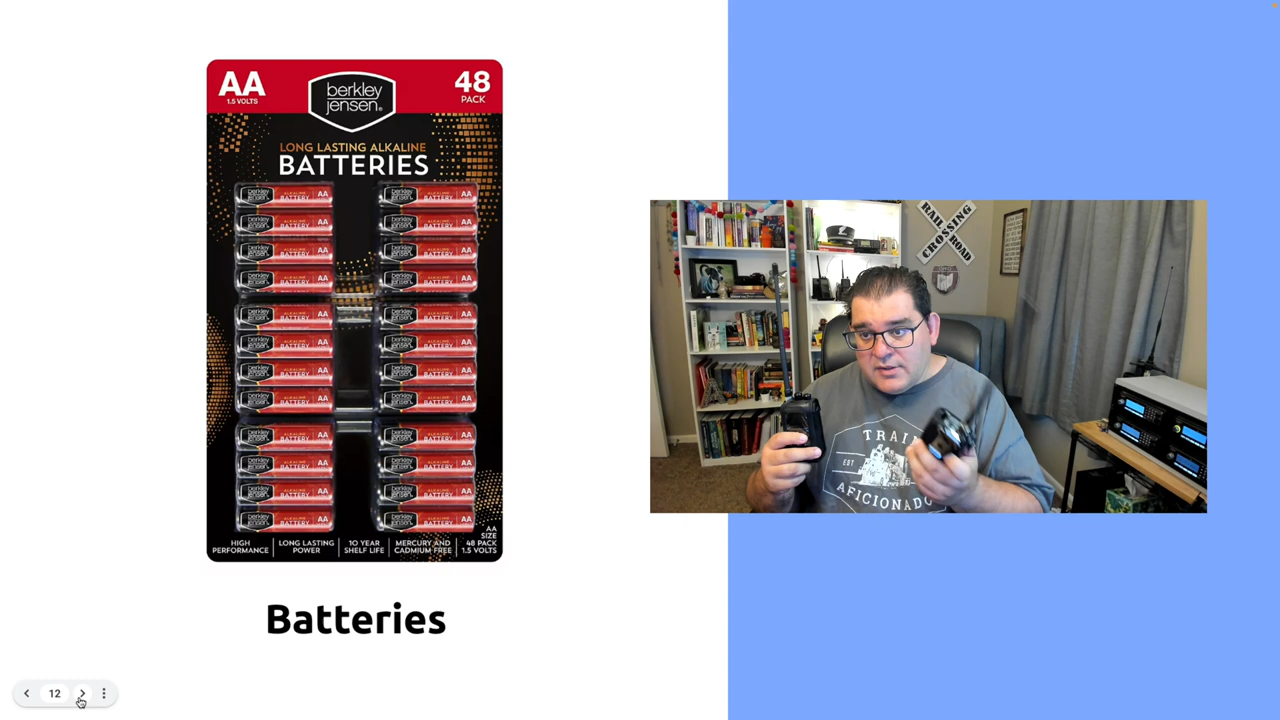 AA
1.5 VOLTS
berkley
jensen®
48
PACK
LONG LASTING ALKALINE
BATTERIES
HIGH
PERFORMANCE
LONG LASTING
POWER
10 YEAR
SHELF LIFE
MERCURY AND
CADMIUM FREE
AA
SIZE
48 PACK
1.5 VOLTS
Batteries
12
RAIL
CROSSING
ROAD
TRAIN
EST
AFICIONADO